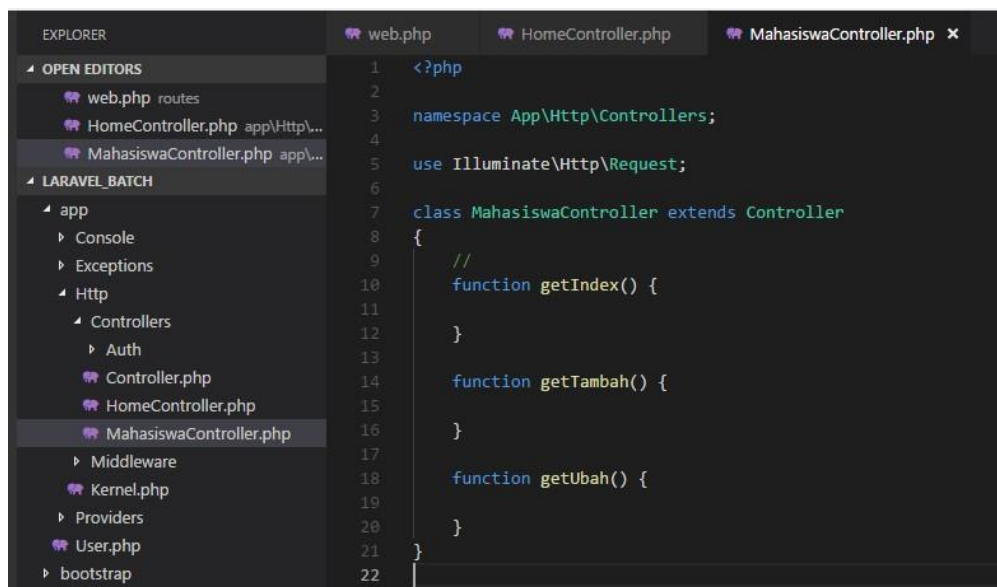 EXPLORER
OPEN EDITORS
web.php routes
HomeController.php app\Http\...
MahasiswaController.php app\...
LARAVEL_BATCH
app
Console
Exceptions
Http
Controllers
Auth
Controller.php
HomeController.php
MahasiswaController.php
Middleware
Kernel.php
Providers
User.php
bootstrap
web.php HomeController.php MahasiswaController.php ×
1 <?php
2
3 namespace App\Http\Controllers;
4
5 use Illuminate\Http\Request;
6
7 class MahasiswaController extends Controller
8 {
9 //
10 function getIndex() {
11
12 }
13
14 function getTambah() {
15
16 }
17
18 function getUbah() {
19
20 }
21 }
22